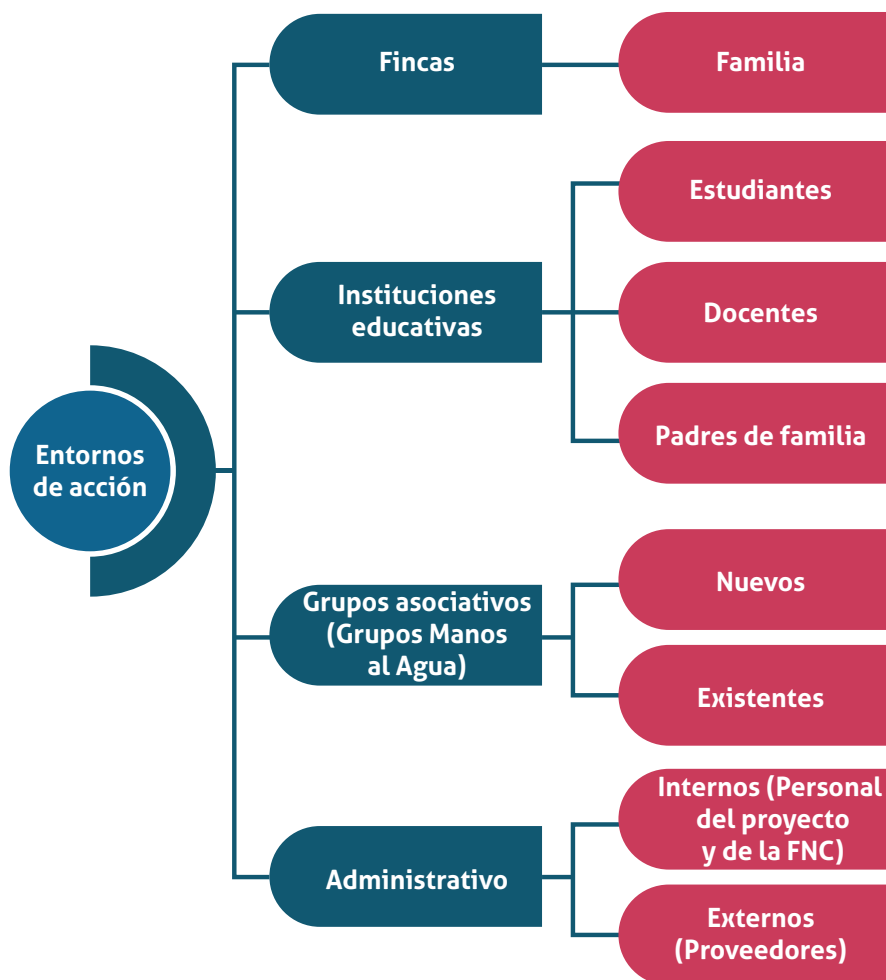 Entornos
de acción
Fincas
Familia
Instituciones
educativas
Estudiantes
Docentes
Padres de familia
Grupos asociativos
(Grupos Manos
al Agua)
Nuevos
Existentes
Administrativo
Internos (Personal
del proyecto
y de la FNC)
Externos
(Proveedores)